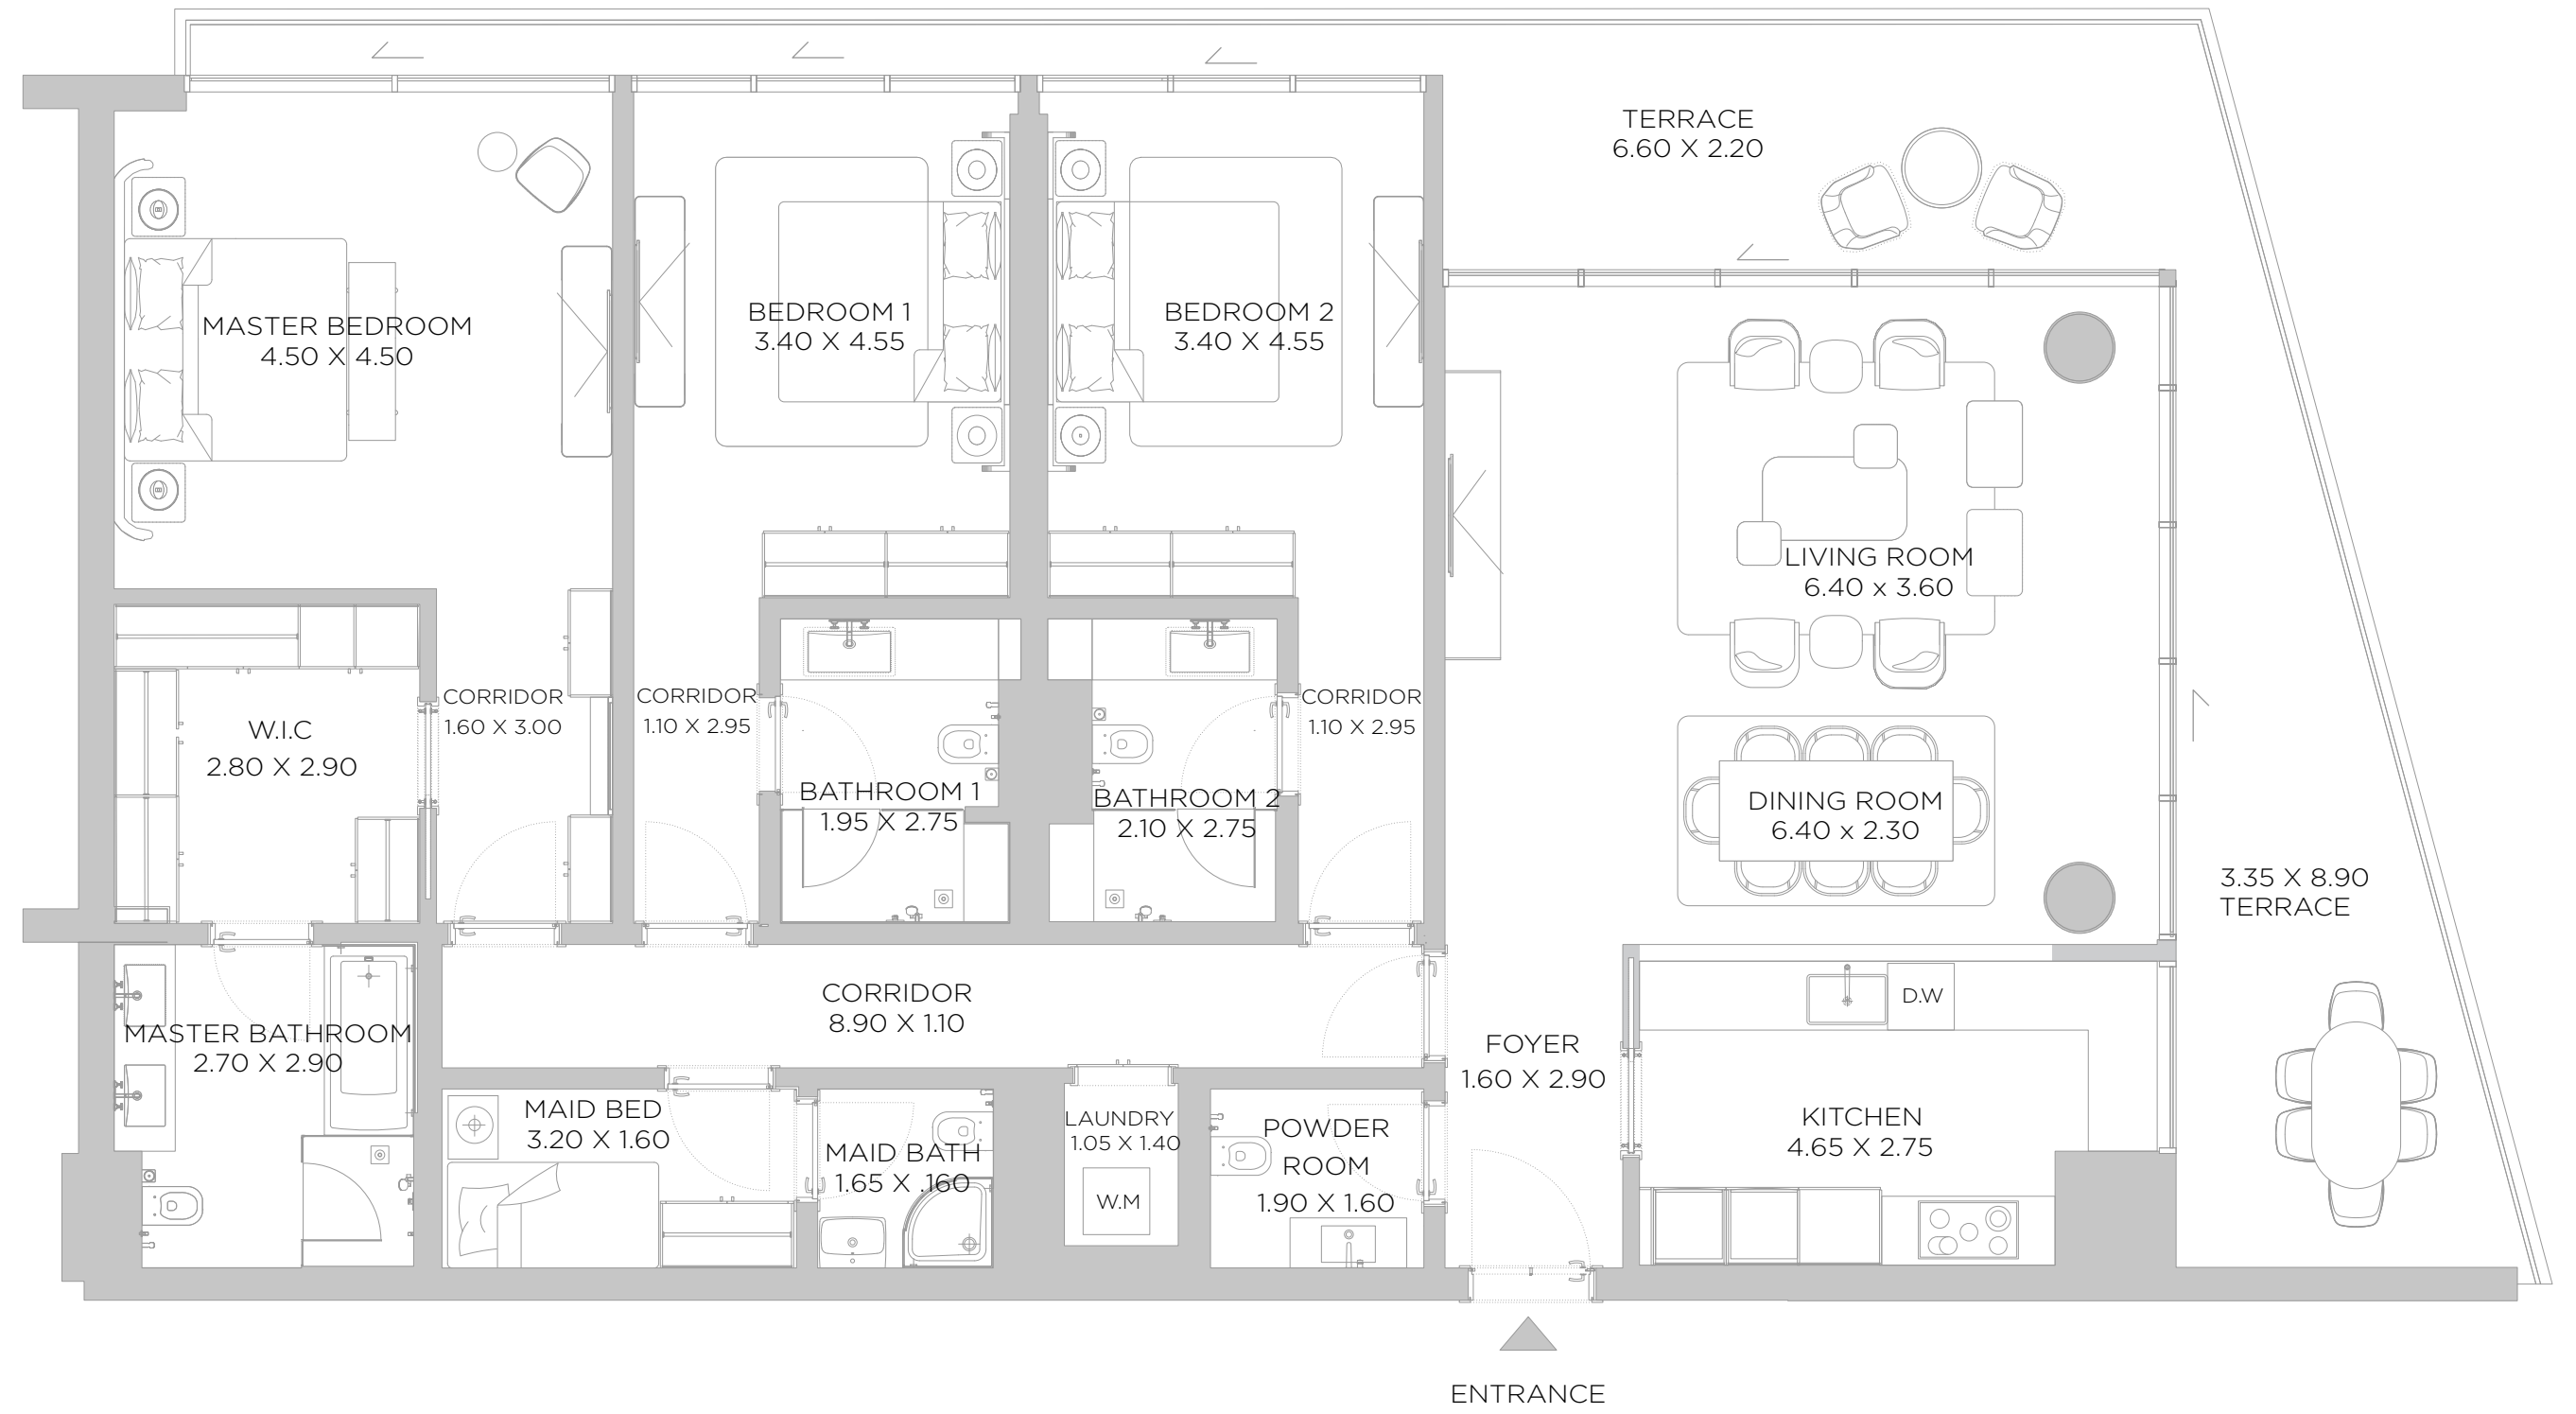 TERRACE
6.60 X 2.20
MASTER BEDROOM
4.50 X 4.50
BEDROOM 1
3.40 X 4.55
BEDROOM 2
3.40 X 4.55
LIVING ROOM
6.40 x 3.60
CORRIDOR
1.60 X 3.00
CORRIDOR
1.10 X 2.95
CORRIDOR
1.10 X 2.95
W.I.C
2.80 X 2.90
BATHROOM 1
1.95 X 2.75
BATHROOM 2
2.10 X 2.75
DINING ROOM
6.40 x 2.30
3.35 X 8.90
TERRACE
CORRIDOR
8.90 X 1.10
D.W
MASTER BATHROOM
2.70 X 2.90
FOYER
1.60 X 2.90
MAID BED
3.20 X 1.60
MAID BATH
1.65 X .160
LAUNDRY
1.05 X 1.40
W.M
POWDER
ROOM
1.90 X 1.60
KITCHEN
4.65 X 2.75
ENTRANCE